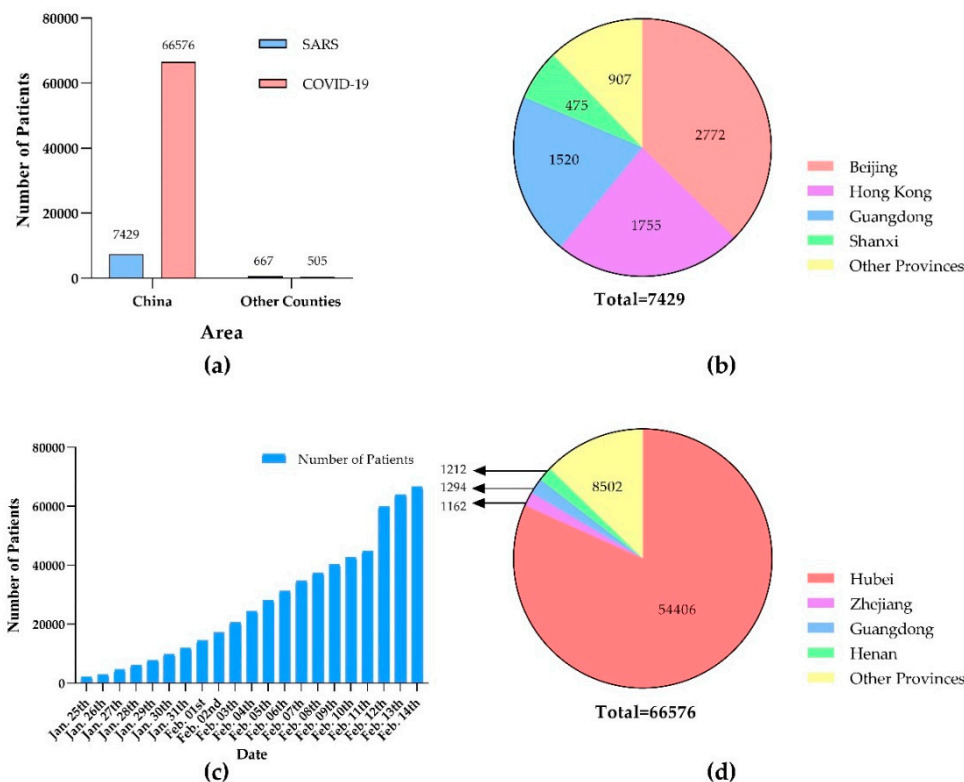 80000
60000
40000
20000
0
Number of Patients
66576
7429
667
505
SARS
COVID-19
China
Other Counties
Area
(a)
907
475
2772
1520
1755
Beijing
Hong Kong
Guangdong
Shanxi
Other Provinces
Total=7429
(b)
80000
60000
40000
20000
0
Number of Patients
Number of Patients
Jan. 25th
Jan. 26th
Jan. 27th
Jan. 28th
Jan. 29th
Jan. 30th
Jan. 31th
Feb. 01st
Feb. 02nd
Feb. 03th
Feb. 04th
Feb. 05th
Feb. 06th
Feb. 07th
Feb. 08th
Feb. 09th
Feb. 10th
Feb. 11th
Feb. 12th
Feb. 13th
Feb. 14th
Date
(c)
1212
1294
1162
8502
54406
Hubei
Zhejiang
Guangdong
Henan
Other Provinces
Total=66576
(d)